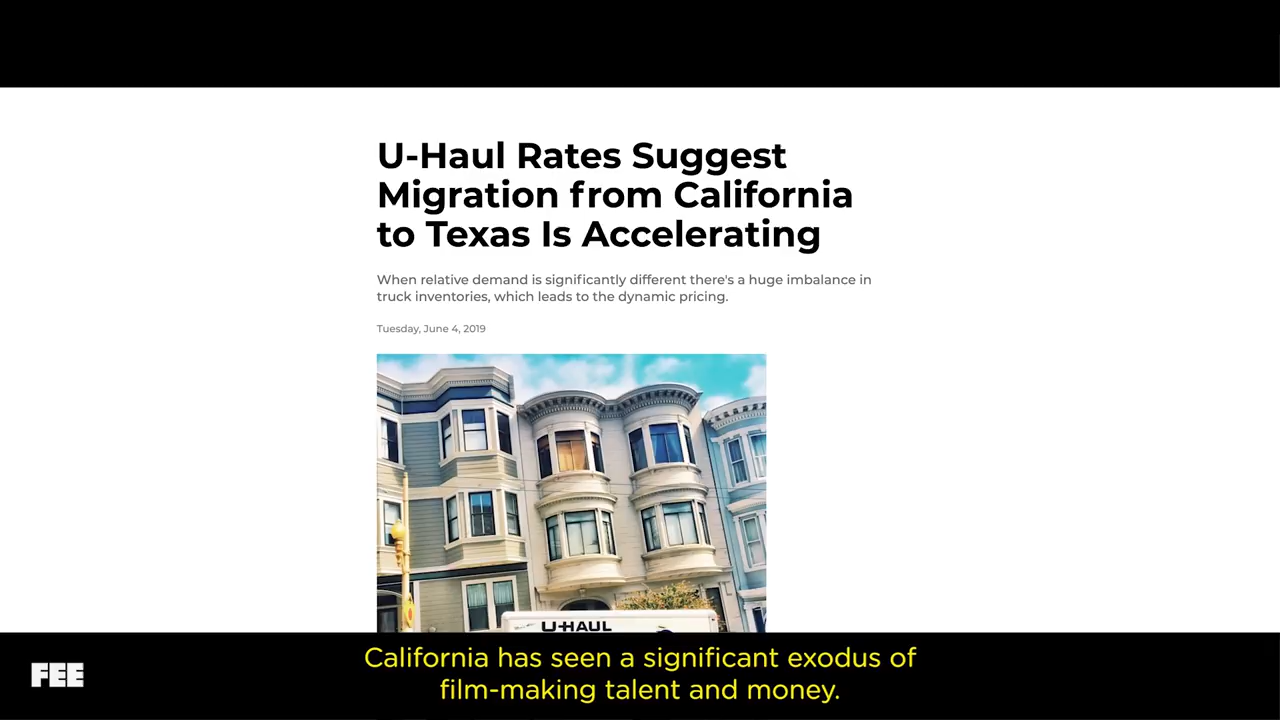 U-Haul Rates Suggest
Migration from California
to Texas Is Accelerating
When relative demand is significantly different there's a huge imbalance in
truck inventories, which leads to the dynamic pricing.
Tuesday, June 4, 2019
U-HAUL
California has seen a significant exodus of
film-making talent and money.
FEE